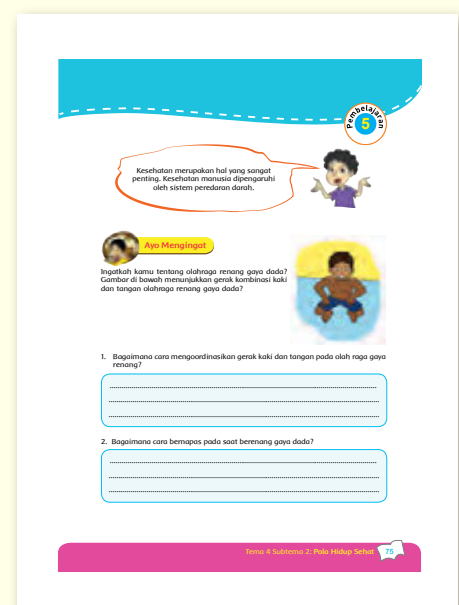 Pembelajaran
5
Kesehatan merupakan hal yang sangat
penting. Kesehatan manusia dipengaruhi
oleh sistem peredaran darah.
Ayo Mengingat
Ingatkah kamu tentang olahraga renang gaya dada?
Gambar di bawah menunjukkan gerak kombinasi kaki
dan tangan olahraga renang gaya dada?
1. Bagaimana cara mengoordinasikan gerak kaki dan tangan pada olah raga gaya
renang?
2. Bagaimana cara bernapas pada saat berenang gaya dada?
Tema 4 Subtema 2: Pola Hidup Sehat 75